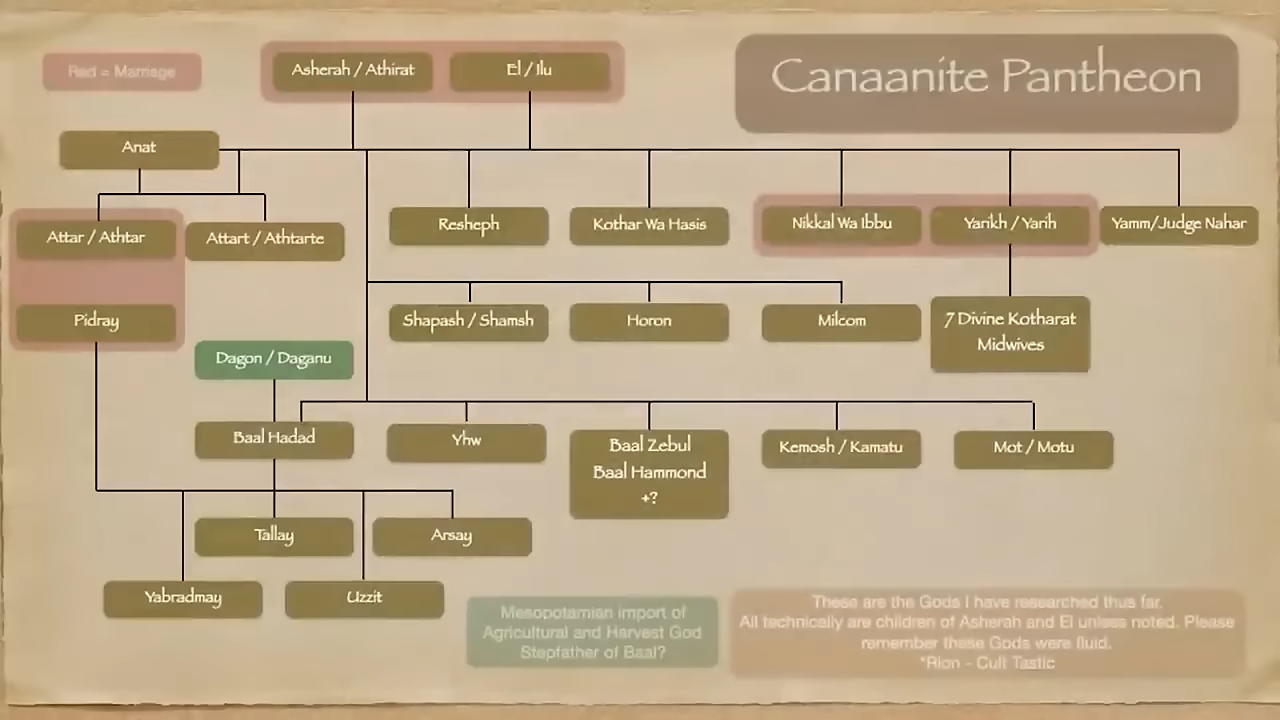 Red = Marriage
Asherah / Athirat
El / Ilu
Canaanite Pantheon
Anat
Attar / Athtar
Attart / Athtarte
Resheph
Kothar Wa Hasis
Nikkal Wa Ibbu
Yarikh / Yarih
Yamm/Judge Nahar
Pidray
Shapash / Shamsh
Horon
Milcom
7 Divine Kotharat
Midwives
Dagon / Daganu
Baal Hadad
Yhw
Baal Zebul
Baal Hammond
+?
Kemosh / Kamatu
Mot / Motu
Tallay
Arsay
Yabradmay
Uzzit
Mesopotamian import of
Agricultural and Harvest God
Stepfather of Baal?
These are the Gods I have researched thus far.
All technically are children of Asherah and El unless noted. Please
remember these Gods were fluid.
*Rion - Cult Tastic